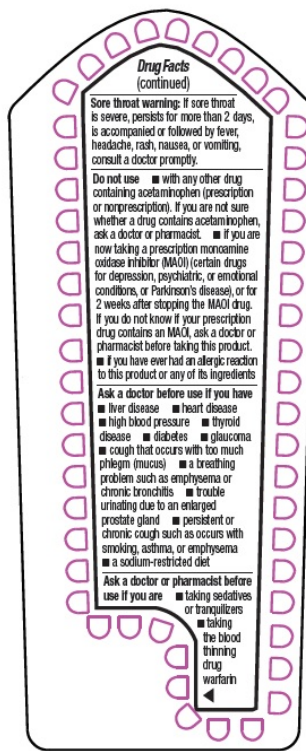 Drug Facts
(continued)
Sore throat warning: If sore throat
is severe, persists for more than 2 days,
is accompanied or followed by fever,
headache, rash, nausea, or vomiting,
consult a doctor promptly.
Do not use ■ with any other drug
containing acetaminophen (prescription
or nonprescription). If you are not sure
whether a drug contains acetaminophen,
ask a doctor or pharmacist. ■ if you are
now taking a prescription monoamine
oxidase inhibitor (MAOI) (certain drugs
for depression, psychiatric, or emotional
conditions, or Parkinson's disease), or for
2 weeks after stopping the MAOI drug.
If you do not know if your prescription
drug contains an MAOI, ask a doctor or
pharmacist before taking this product.
■ if you have ever had an allergic reaction
to this product or any of its ingredients
Ask a doctor before use if you have
■ liver disease ■ heart disease
■ high blood pressure ■ thyroid
disease ■ diabetes ■ glaucoma
■ cough that occurs with too much
phlegm (mucus) ■ a breathing
problem such as emphysema or
chronic bronchitis ■ trouble
urinating due to an enlarged
prostate gland ■ persistent or
chronic cough such as occurs with
smoking, asthma, or emphysema
■ a sodium-restricted diet
Ask a doctor or pharmacist before
use if you are ■ taking sedatives
or tranquilizers
■ taking
the blood
thinning
drug
warfarin